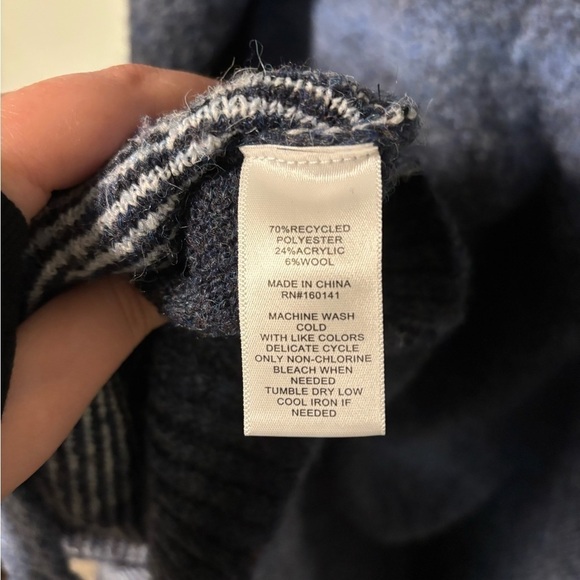 70%RECYCLED
POLYESTER
24%ACRYLIC
6%WOOL
MADE IN CHINA
RN#160141
MACHINE WASH
COLD
WITH LIKE COLORS
DELICATE CYCLE
ONLY NON-CHLORINE
BLEACH WHEN
NEEDED
TUMBLE DRY LOW
COOL IRON IF
NEEDED